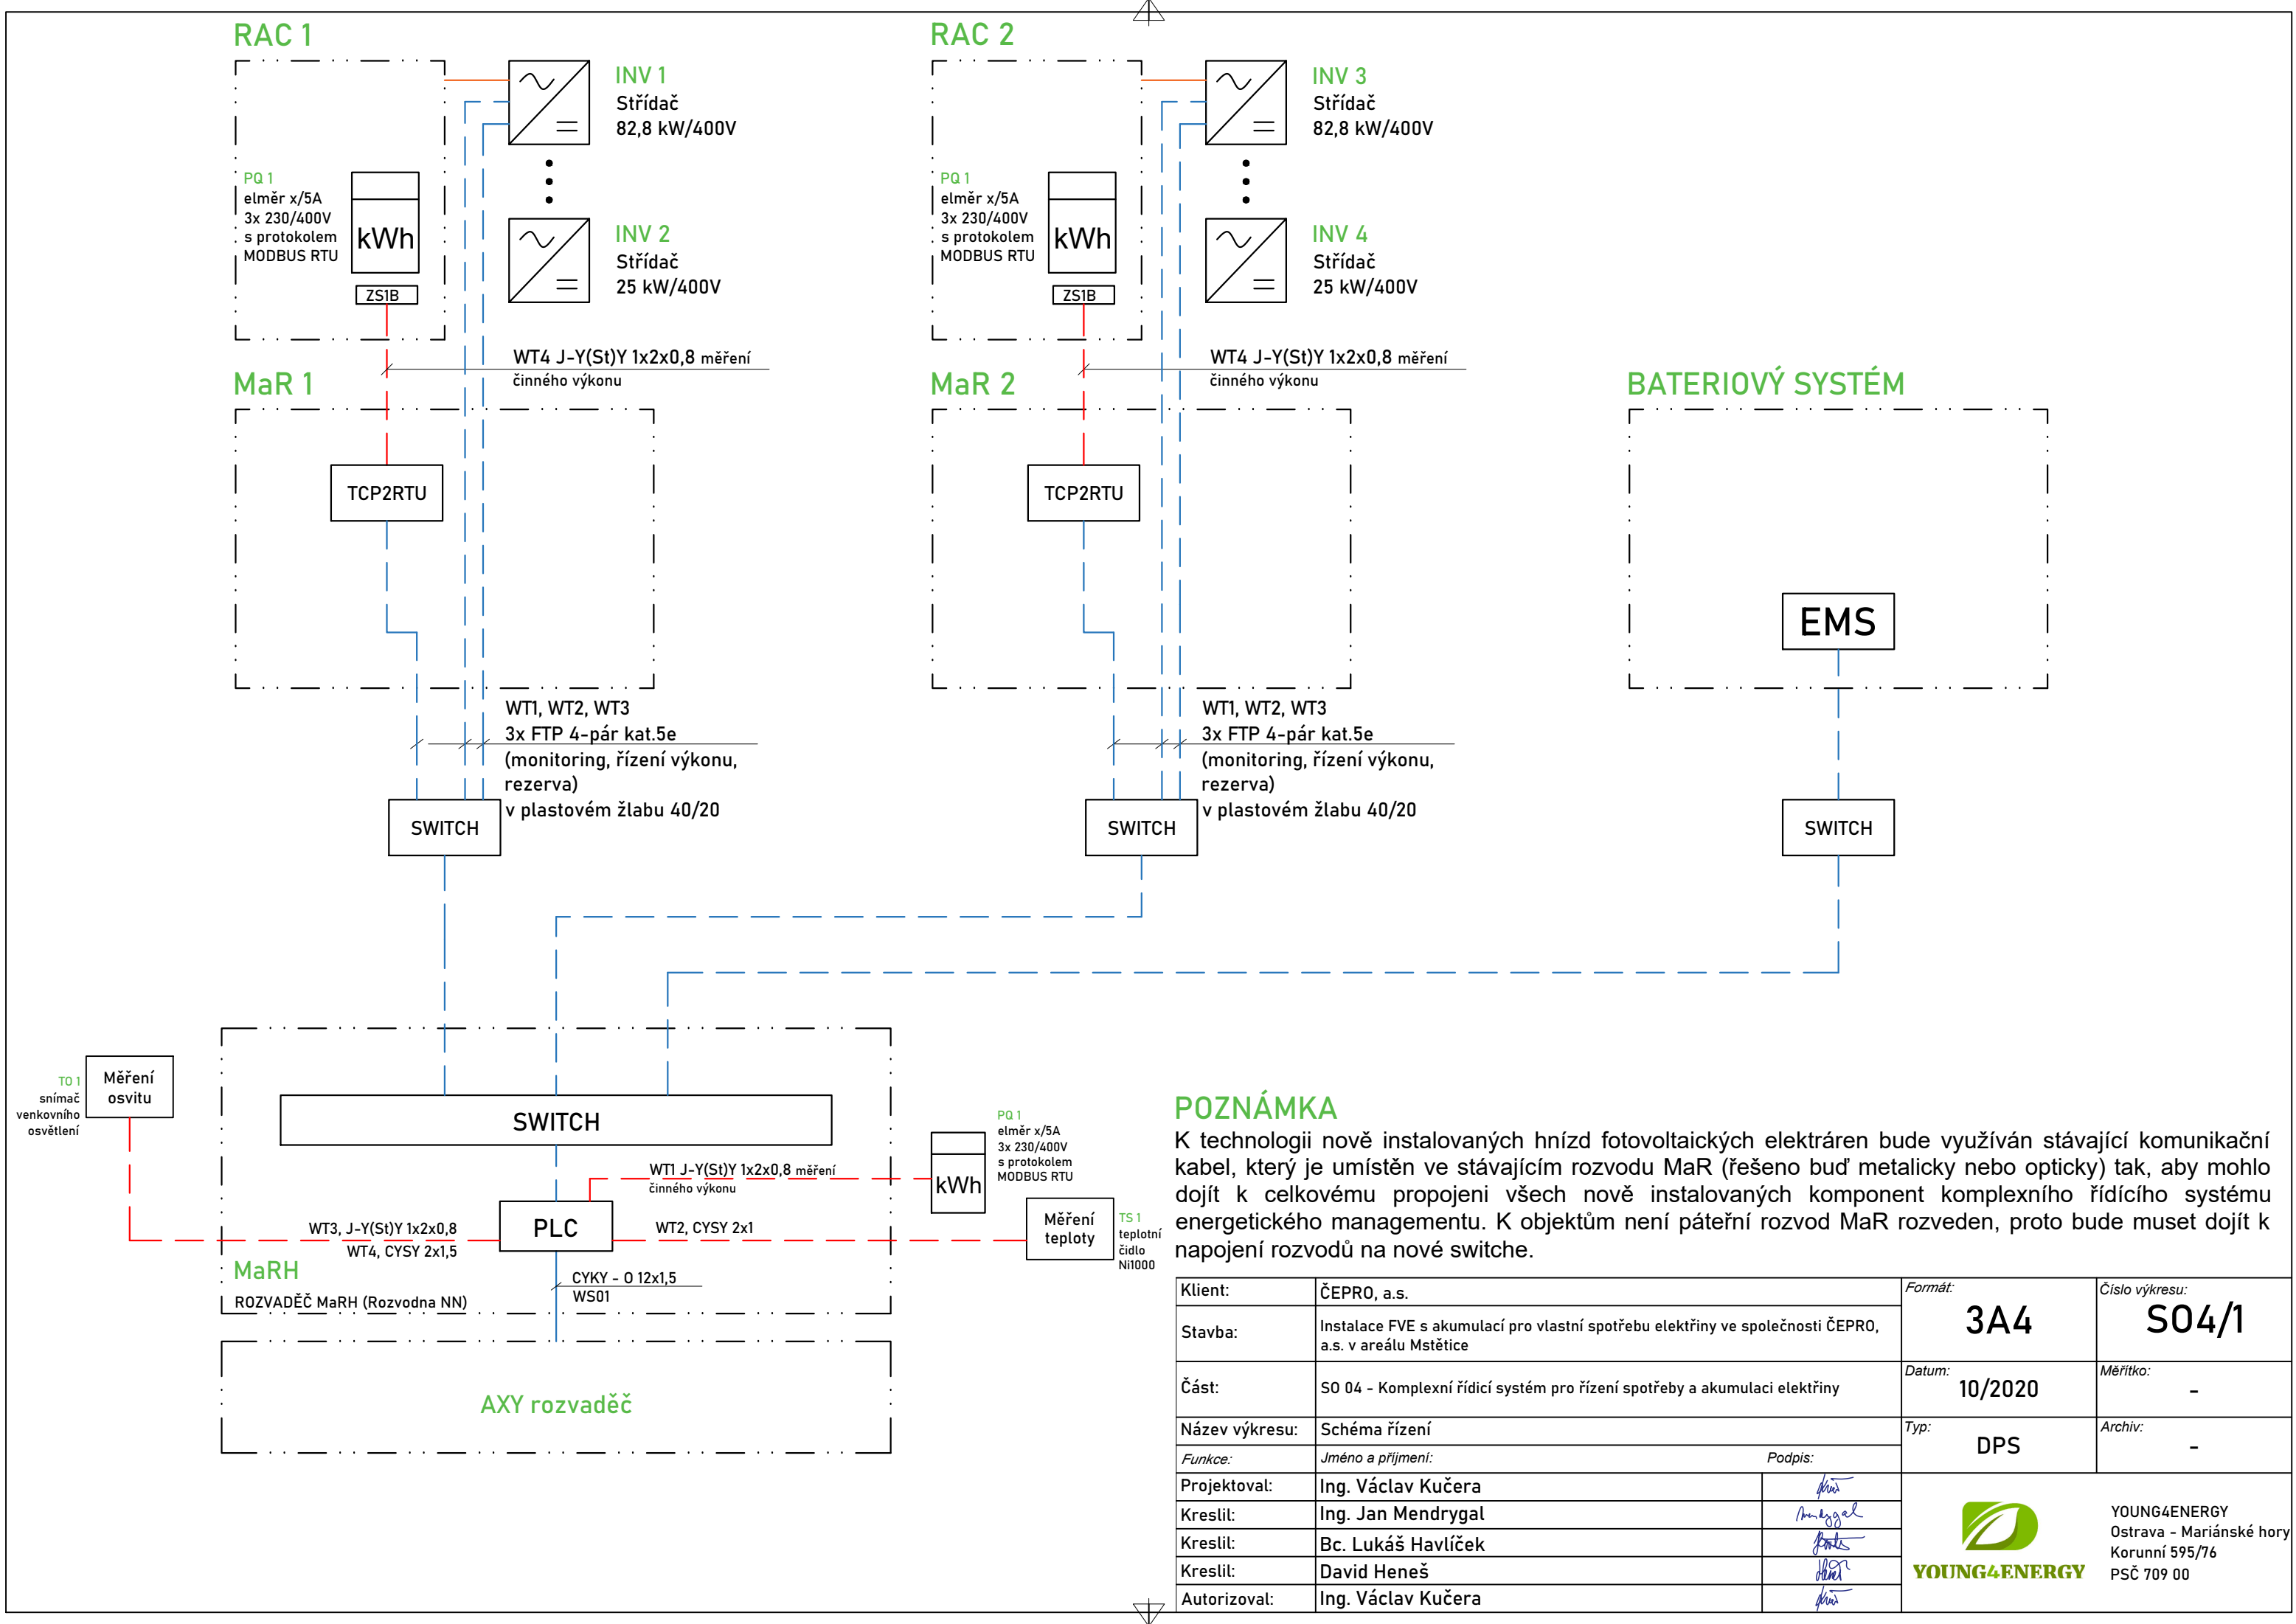 RAC 1
INV 1
Střídač
82,8 kW/400V
PQ 1
elměr x/5A
3x 230/400V
s protokolem
MODBUS RTU
kWh
ZS1B
INV 2
Střídač
25 kW/400V
WT4 J-Y(St)Y 1x2x0,8 měření
činného výkonu
MaR 1
TCP2RTU
WT1, WT2, WT3
3x FTP 4-pár kat.5e
(monitoring, řízení výkonu,
rezerva)
v plastovém žlabu 40/20
SWITCH
RAC 2
INV 3
Střídač
82,8 kW/400V
PQ 1
elměr x/5A
3x 230/400V
s protokolem
MODBUS RTU
kWh
ZS1B
INV 4
Střídač
25 kW/400V
WT4 J-Y(St)Y 1x2x0,8 měření
činného výkonu
MaR 2
TCP2RTU
WT1, WT2, WT3
3x FTP 4-pár kat.5e
(monitoring, řízení výkonu,
rezerva)
v plastovém žlabu 40/20
SWITCH
BATERIOVÝ SYSTÉM
EMS
SWITCH
TO 1
snímač
venkovního
osvětlení
Měření
osvitu
SWITCH
WT1 J-Y(St)Y 1x2x0,8 měření
činného výkonu
PQ 1
elměr x/5A
3x 230/400V
s protokolem
MODBUS RTU
kWh
WT3, J-Y(St)Y 1x2x0,8
WT4, CYSY 2x1,5
PLC
WT2, CYSY 2x1
Měření
teploty
TS 1
teplotní
čidlo
Ni1000
MaRH
ROZVADĚČ MaRH (Rozvodna NN)
CYKY - O 12x1,5
WS01
AXY rozvaděč
POZNÁMKA
K technologii nově instalovaných hnízd fotovoltaických elektráren bude využíván stávající komunikační
kabel, který je umístěn ve stávajícím rozvodu MaR (řešeno buď metalicky nebo opticky) tak, aby mohlo
dojít k celkovému propojeni všech nově instalovaných komponent komplexního řídícího systému
energetického managementu. K objektům není páteřní rozvod MaR rozveden, proto bude muset dojít k
napojení rozvodů na nové switche.
Klient: ČEPRO, a.s.
Stavba: Instalace FVE s akumulací pro vlastní spotřebu elektřiny ve společnosti ČEPRO,
a.s. v areálu Mstětice
Část: SO 04 - Komplexní řídicí systém pro řízení spotřeby a akumulaci elektřiny
Název výkresu: Schéma řízení
Funkce: Jméno a příjmení: Podpis:
Projektoval: Ing. Václav Kučera
Kreslil: Ing. Jan Mendrygal
Kreslil: Bc. Lukáš Havlíček
Kreslil: David Heneš
Autorizoval: Ing. Václav Kučera
Formát: 3A4
Číslo výkresu: SO4/1
Datum: 10/2020
Měřítko: -
Typ: DPS
Archiv: -
YOUNG4ENERGY
YOUNG4ENERGY
Ostrava - Mariánské hory
Korunní 595/76
PSČ 709 00